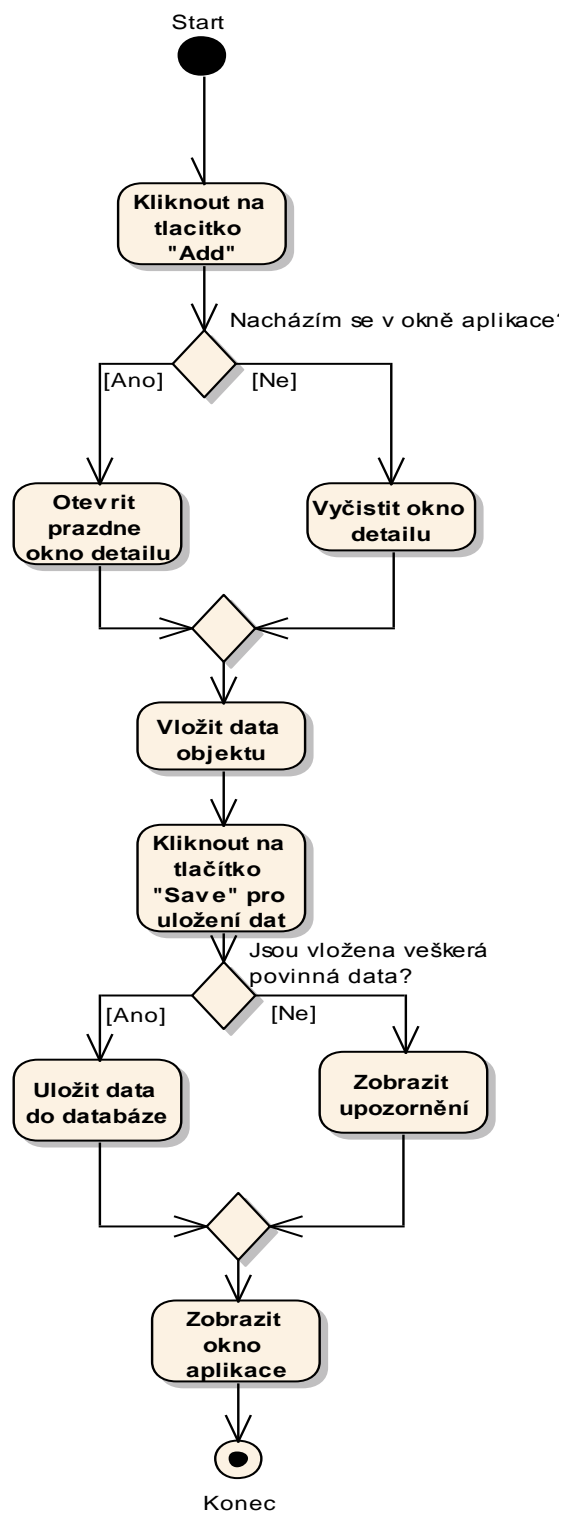 Start
Kliknout na
tlacitko
"Add"
Nacházím se v okně aplikace
[Ano]
[Ne]
Otevrit
prazdne
okno detailu
Vyčistit okno
detailu
Vložit data
objektu
Kliknout na
tlačítko
"Save" pro
uložení dat
Jsou vložena veškerá
povinná data?
[Ano]
[Ne]
Uložit data
do databáze
Zobrazit
upozornění
Zobrazit
okno
aplikace
Konec